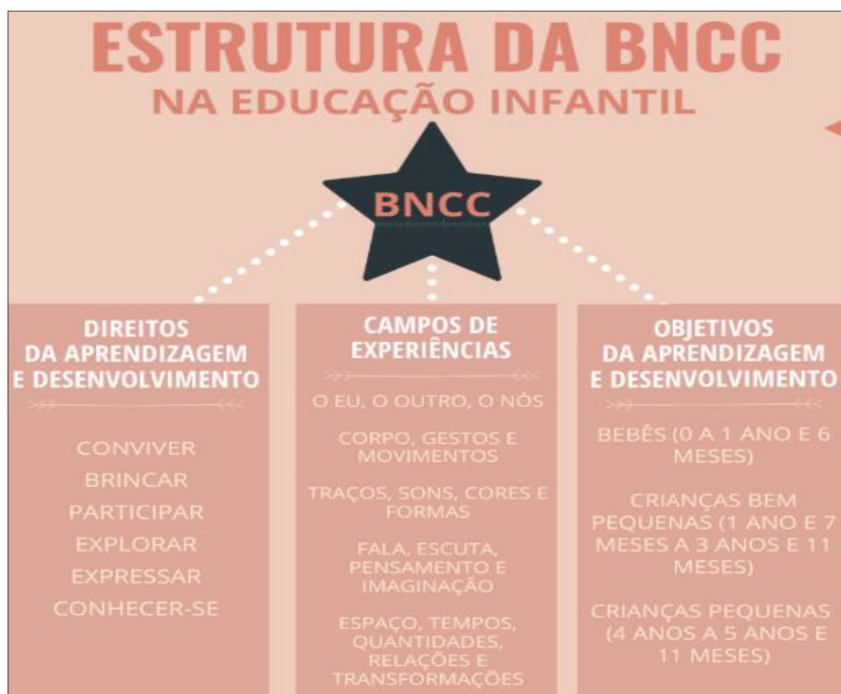 ESTRUTURA DA BNCC
NA EDUCAÇÃO INFANTIL
BNCC
DIREITOS
DA APRENDIZAGEM
E DESENVOLVIMENTO
CONVIVER
BRINCAR
PARTICIPAR
EXPLORAR
EXPRESSAR
CONHECER-SE
CAMPOS DE
EXPERIÊNCIAS
O EU, O OUTRO, O NÓS
CORPO, GESTOS E
MOVIMENTOS
TRAÇOS, SONS, CORES E
FORMAS
FALA, ESCUTA,
PENSAMENTO E
IMAGINAÇÃO
ESPAÇO, TEMPOS,
QUANTIDADES,
RELAÇÕES E
TRANSFORMAÇÕES
OBJETIVOS
DA APRENDIZAGEM
E DESENVOLVIMENTO
BEBÊS (0 A 1 ANO E 6
MESES)
CRIANÇAS BEM
PEQUENAS (1 ANO E 7
MESES A 3 ANOS E 11
MESES)
CRIANÇAS PEQUENAS
(4 ANOS A 5 ANOS E
11 MESES)